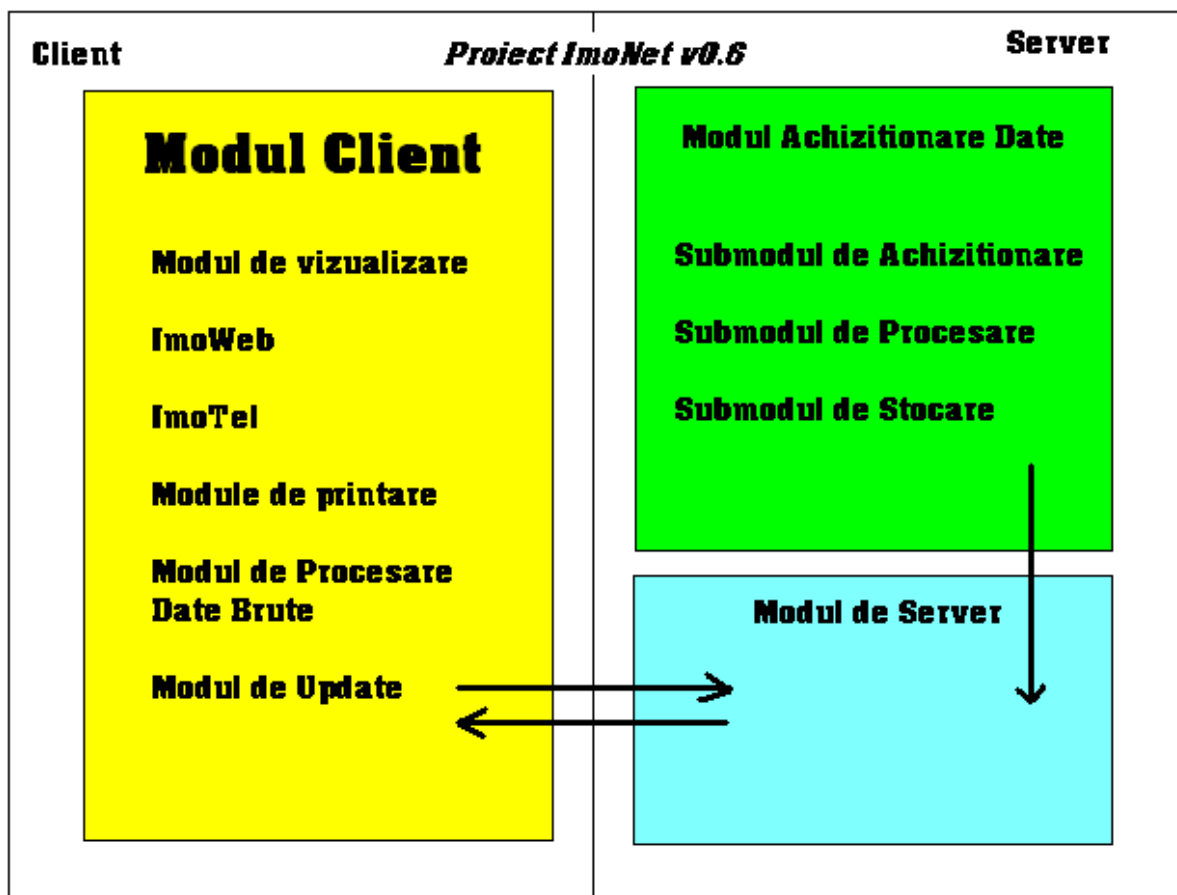 Client
Proiect ImoNet v0.6
Server
Modul Client
Modul de vizualizare
ImoWeb
ImoTel
Module de printare
Modul de Procesare
Date Brute
Modul de Update
Modul Achizitionare Date
Submodul de Achizitionare
Submodul de Procesare
Submodul de Stocare
Modul de Server